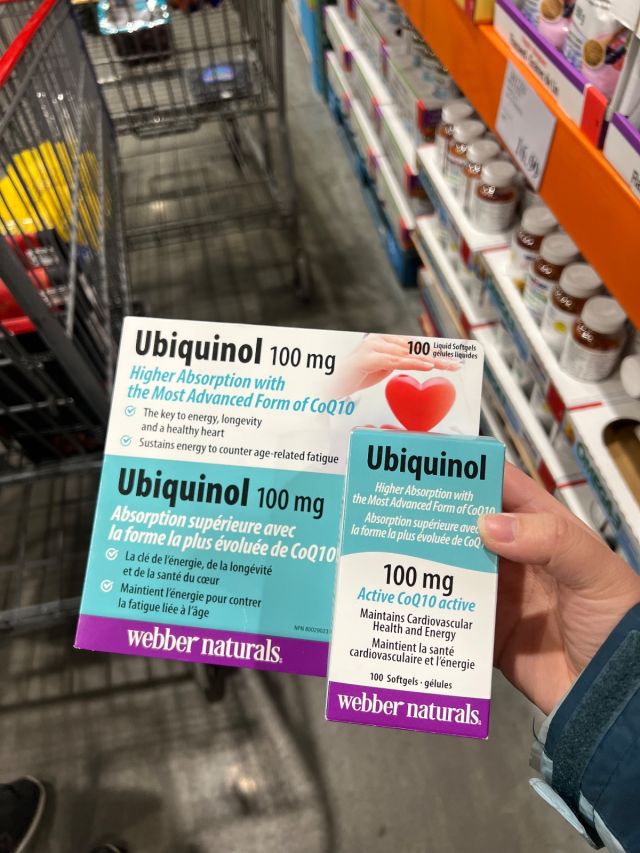 Ubiquinol 100 mg
100 Liquid Softgels
gélules liquides
Higher Absorption with
the Most Advanced Form of CoQ10
The key to energy, longevity
and a healthy heart
Sustains energy to counter age-related fatigue
Ubiquinol 100 mg
Absorption supérieure avec
la forme la plus évoluée de CoQ10
La clé de l'énergie, de la longévité
et de la santé du cœur
Maintient l'énergie pour contrer
la fatigue liée à l'âge
webber naturals
Ubiquinol
Higher Absorption with
the Most Advanced Form of CoQ10
Absorption supérieure avec
la forme la plus évoluée de CoQ
100 mg
Active CoQ10 active
Maintains Cardiovascular
Health and Energy
Maintient la santé
cardiovasculaire et l'énergie
100 Softgels · gélules
webber naturals